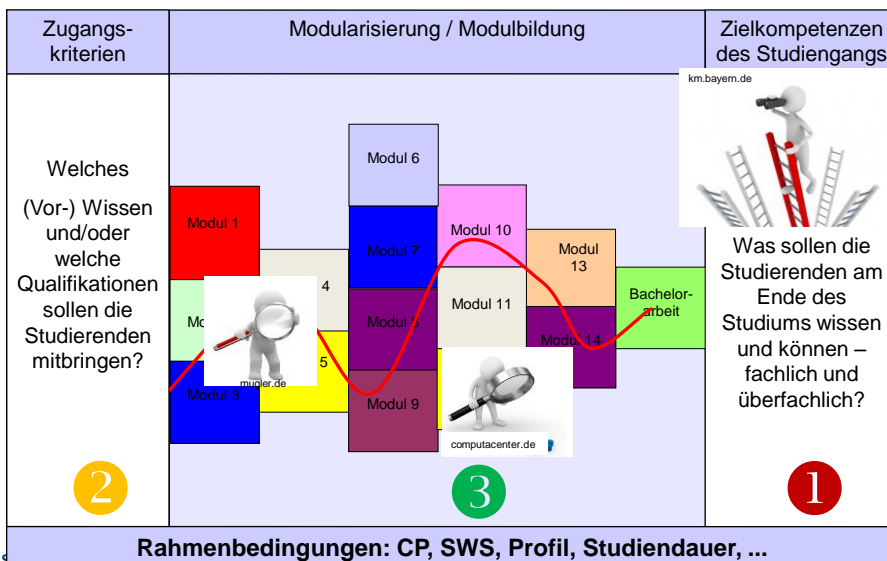 Zugangs-
kriterien
Modularisierung / Modulbildung
Zielkompetenzen
des Studiengangs
km.bayern.de
Welches
(Vor-) Wissen
und/oder
welche
Qualifikationen
sollen die
Studierenden
mitbringen?
Modul 1
Modul 3
4
5
mugler.de
Modul 6
Modul 7
Modul 8
Modul 9
Modul 10
Modul 11
computacenter.de
Modul
13
Modul 14
Bachelor-
arbeit
Was sollen die
Studierenden am
Ende des
Studiums wissen
und können –
fachlich und
überfachlich?
2
3
1
Rahmenbedingungen: CP, SWS, Profil, Studiendauer, ...